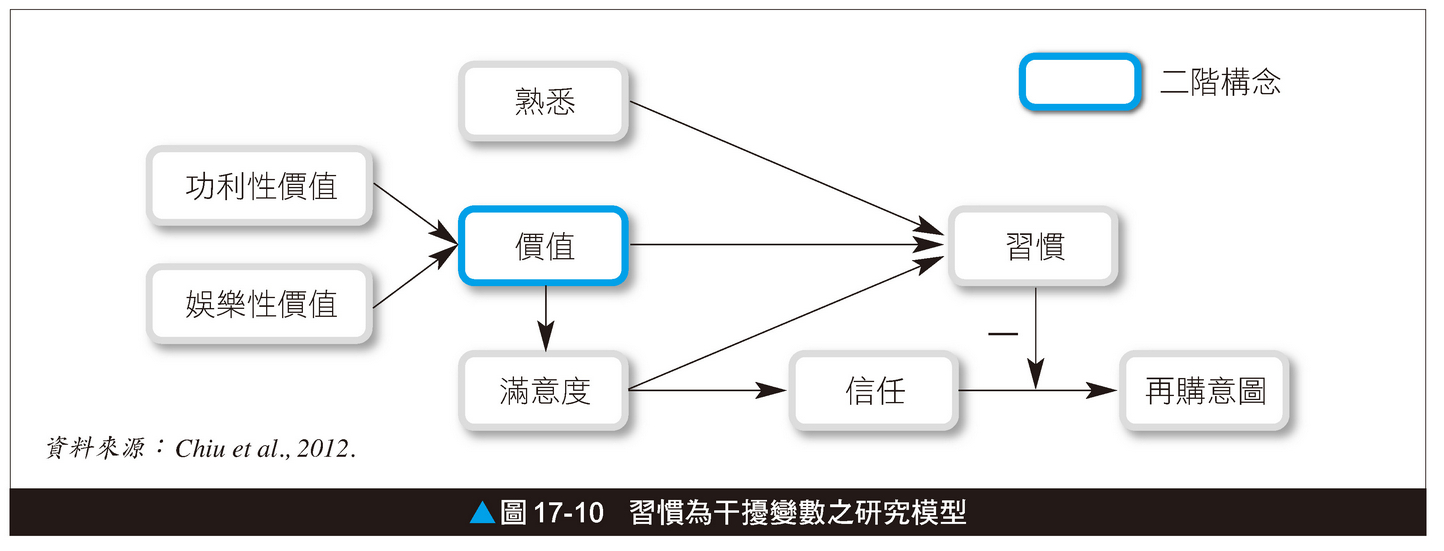 熟悉
二階構念
功利性價值
價值
習慣
娛樂性價值
—
滿意度
信任
再購意圖
資料來源：Chiu et al., 2012.
▲圖 17-10 習慣為干擾變數之研究模型